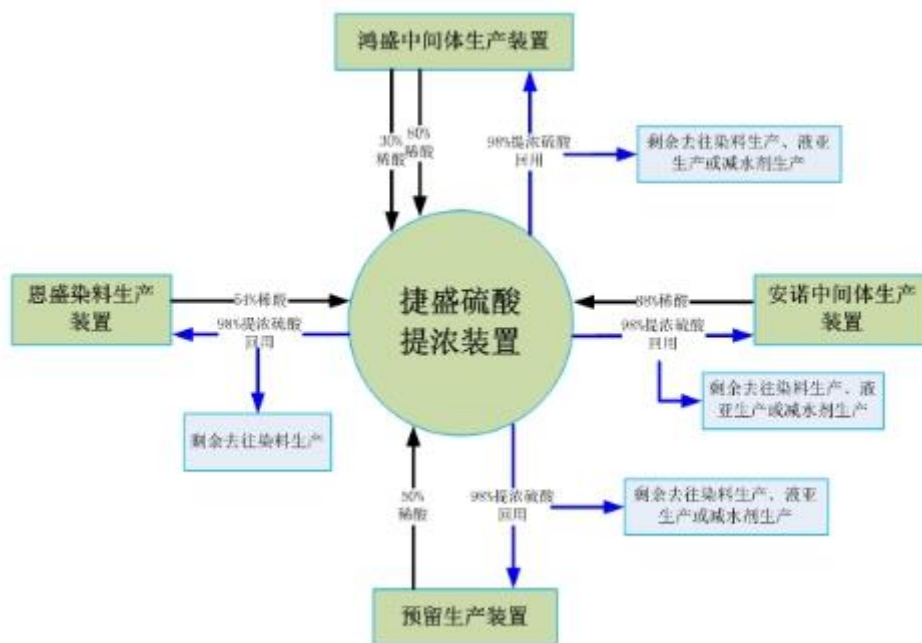 鸿盛中间体生产装置
30%
稀酸
80%
稀酸
98%提浓硫酸
回用
剩余去往染料生产、液亚
生产或减水剂生产
恩盛染料生产
装置
54%稀酸
98%提浓硫酸
回用
捷盛硫酸
提浓装置
88%稀酸
98%提浓硫酸
回用
安诺中间体生产
装置
剩余去往染料生产
剩余去往染料生产、液
亚生产或减水剂生产
50%
稀酸
98%提浓硫酸
回用
剩余去往染料生产、液亚
生产或减水剂生产
预留生产装置